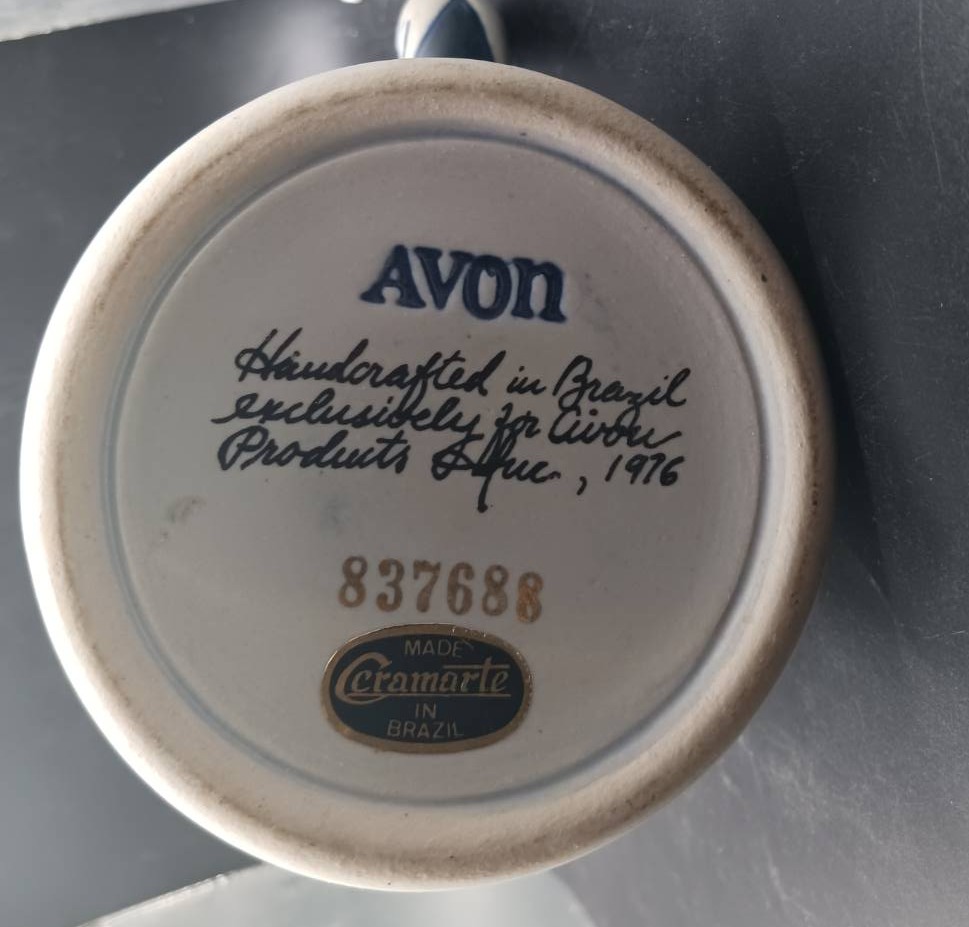 AVON
Handcrafted in Brazil
exclusively for Avon
Products Inc., 1976
837688
MADE
Ceramarte
IN
BRAZIL